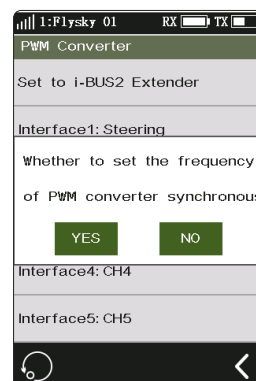 1:Flysky 01 RX TX
PWM Converter
Set to i-BUS2 Extender
Interface1: Steering
Whether to set the frequency
of PWM converter synchronous
YES NO
Interface4: CH4
Interface5: CH5